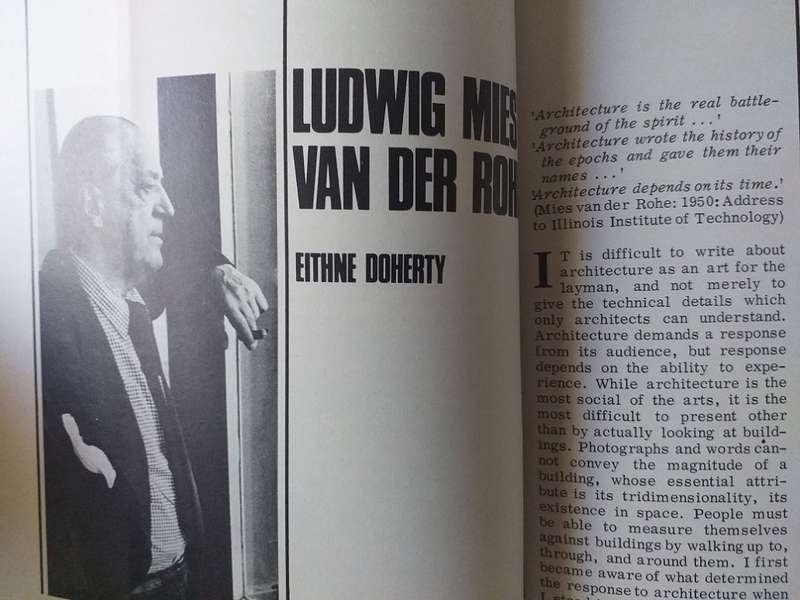 LUDWIG MIES
VAN DER ROH
EITHNE DOHERTY
'Architecture is the real battle-
ground of the spirit . . .'
'Architecture wrote the history of
the epochs and gave them their
names . . .'
'Architecture depends on its time.'
(Mies van der Rohe: 1950: Address
to Illinois Institute of Technology)
IT is difficult to write about
architecture as an art for the
layman, and not merely to
give the technical details which
only architects can understand.
Architecture demands a response
from its audience, but response
depends on the ability to expe-
rience. While architecture is the
most social of the arts, it is the
most difficult to present other
than by actually looking at build-
ings. Photographs and words can-
not convey the magnitude of a
building, whose essential attri-
bute is its tridimensionality, its
existence in space. People must
be able to measure themselves
against buildings by walking up to,
through, and around them. I first
became aware of what determined
the response to architecture when